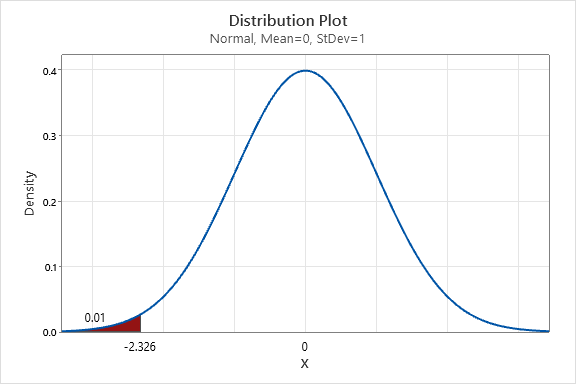 Distribution Plot
Normal, Mean=0, StDev=1
0.4
0.3
0.2
0.1
0.0
Density
0.01
-2.326
0
X